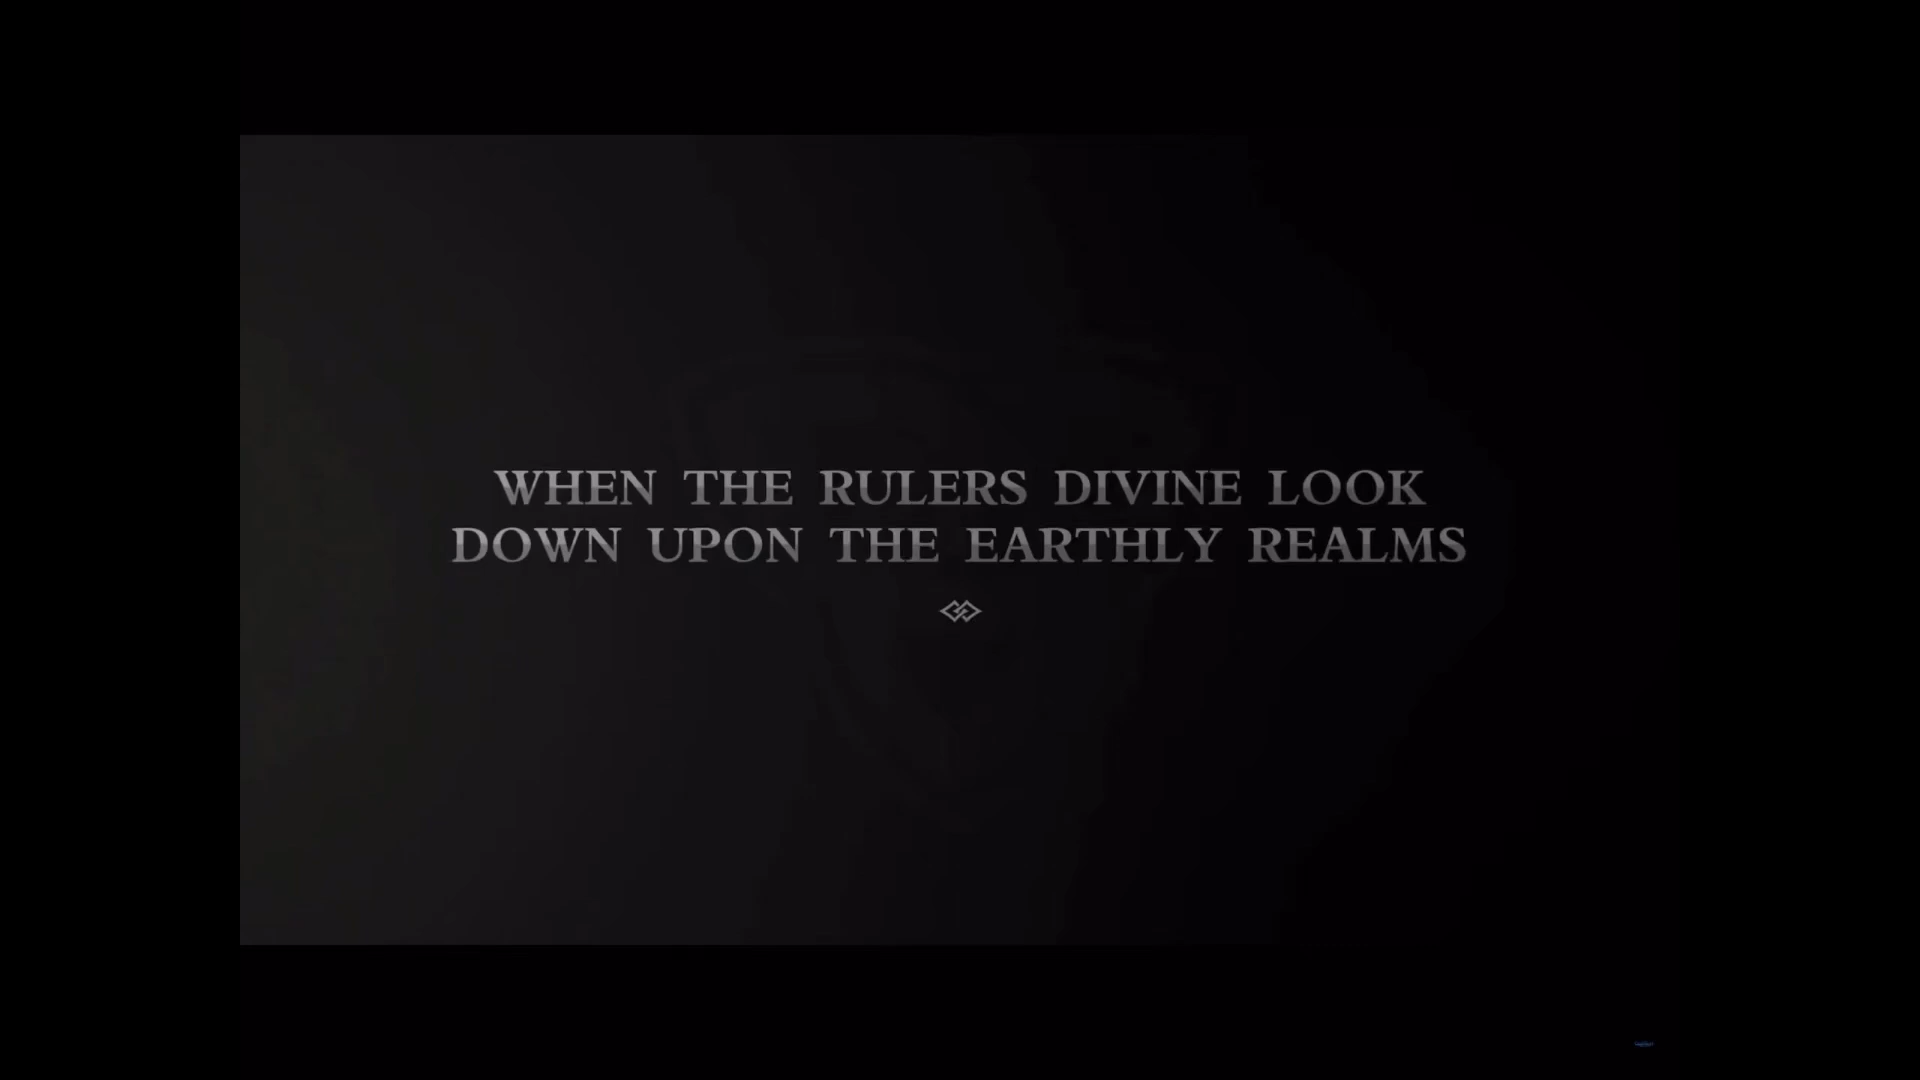 WHEN THE RULERS DIVINE LOOK
DOWN UPON THE EARTHLY REALMS